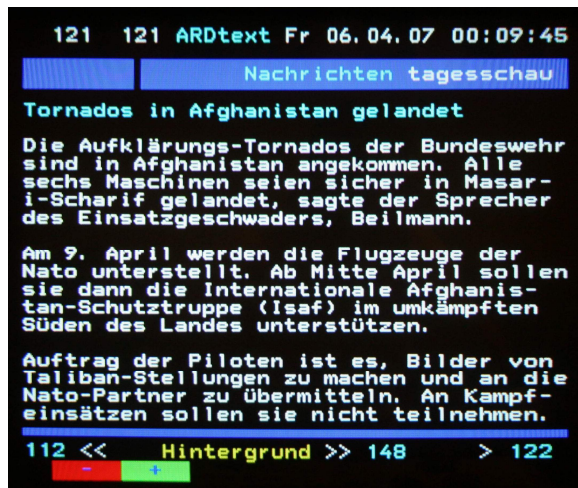 121 121 ARDtext Fr 06.04.07 00:09:45
Nachrichten tagesschau
Tornados in Afghanistan gelandet
Die Aufklärungs-Tornados der Bundeswehr
sind in Afghanistan angekommen. Alle
sechs Maschinen seien sicher in Masar-
i-Scharif gelandet, sagte der Sprecher
des Einsatzgeschwaders, Beilmann.
Am 9. April werden die Flugzeuge der
Nato unterstellt. Ab Mitte April sollen
sie dann die Internationale Afghanis-
tan-Schutztruppe (Isaf) im umkämpften
Süden des Landes unterstützen.
Auftrag der Piloten ist es, Bilder von
Taliban-Stellungen zu machen und an die
Nato-Partner zu übermitteln. An Kampf-
einsätzen sollen sie nicht teilnehmen.
112 << Hintergrund >> 148 > 122
- +